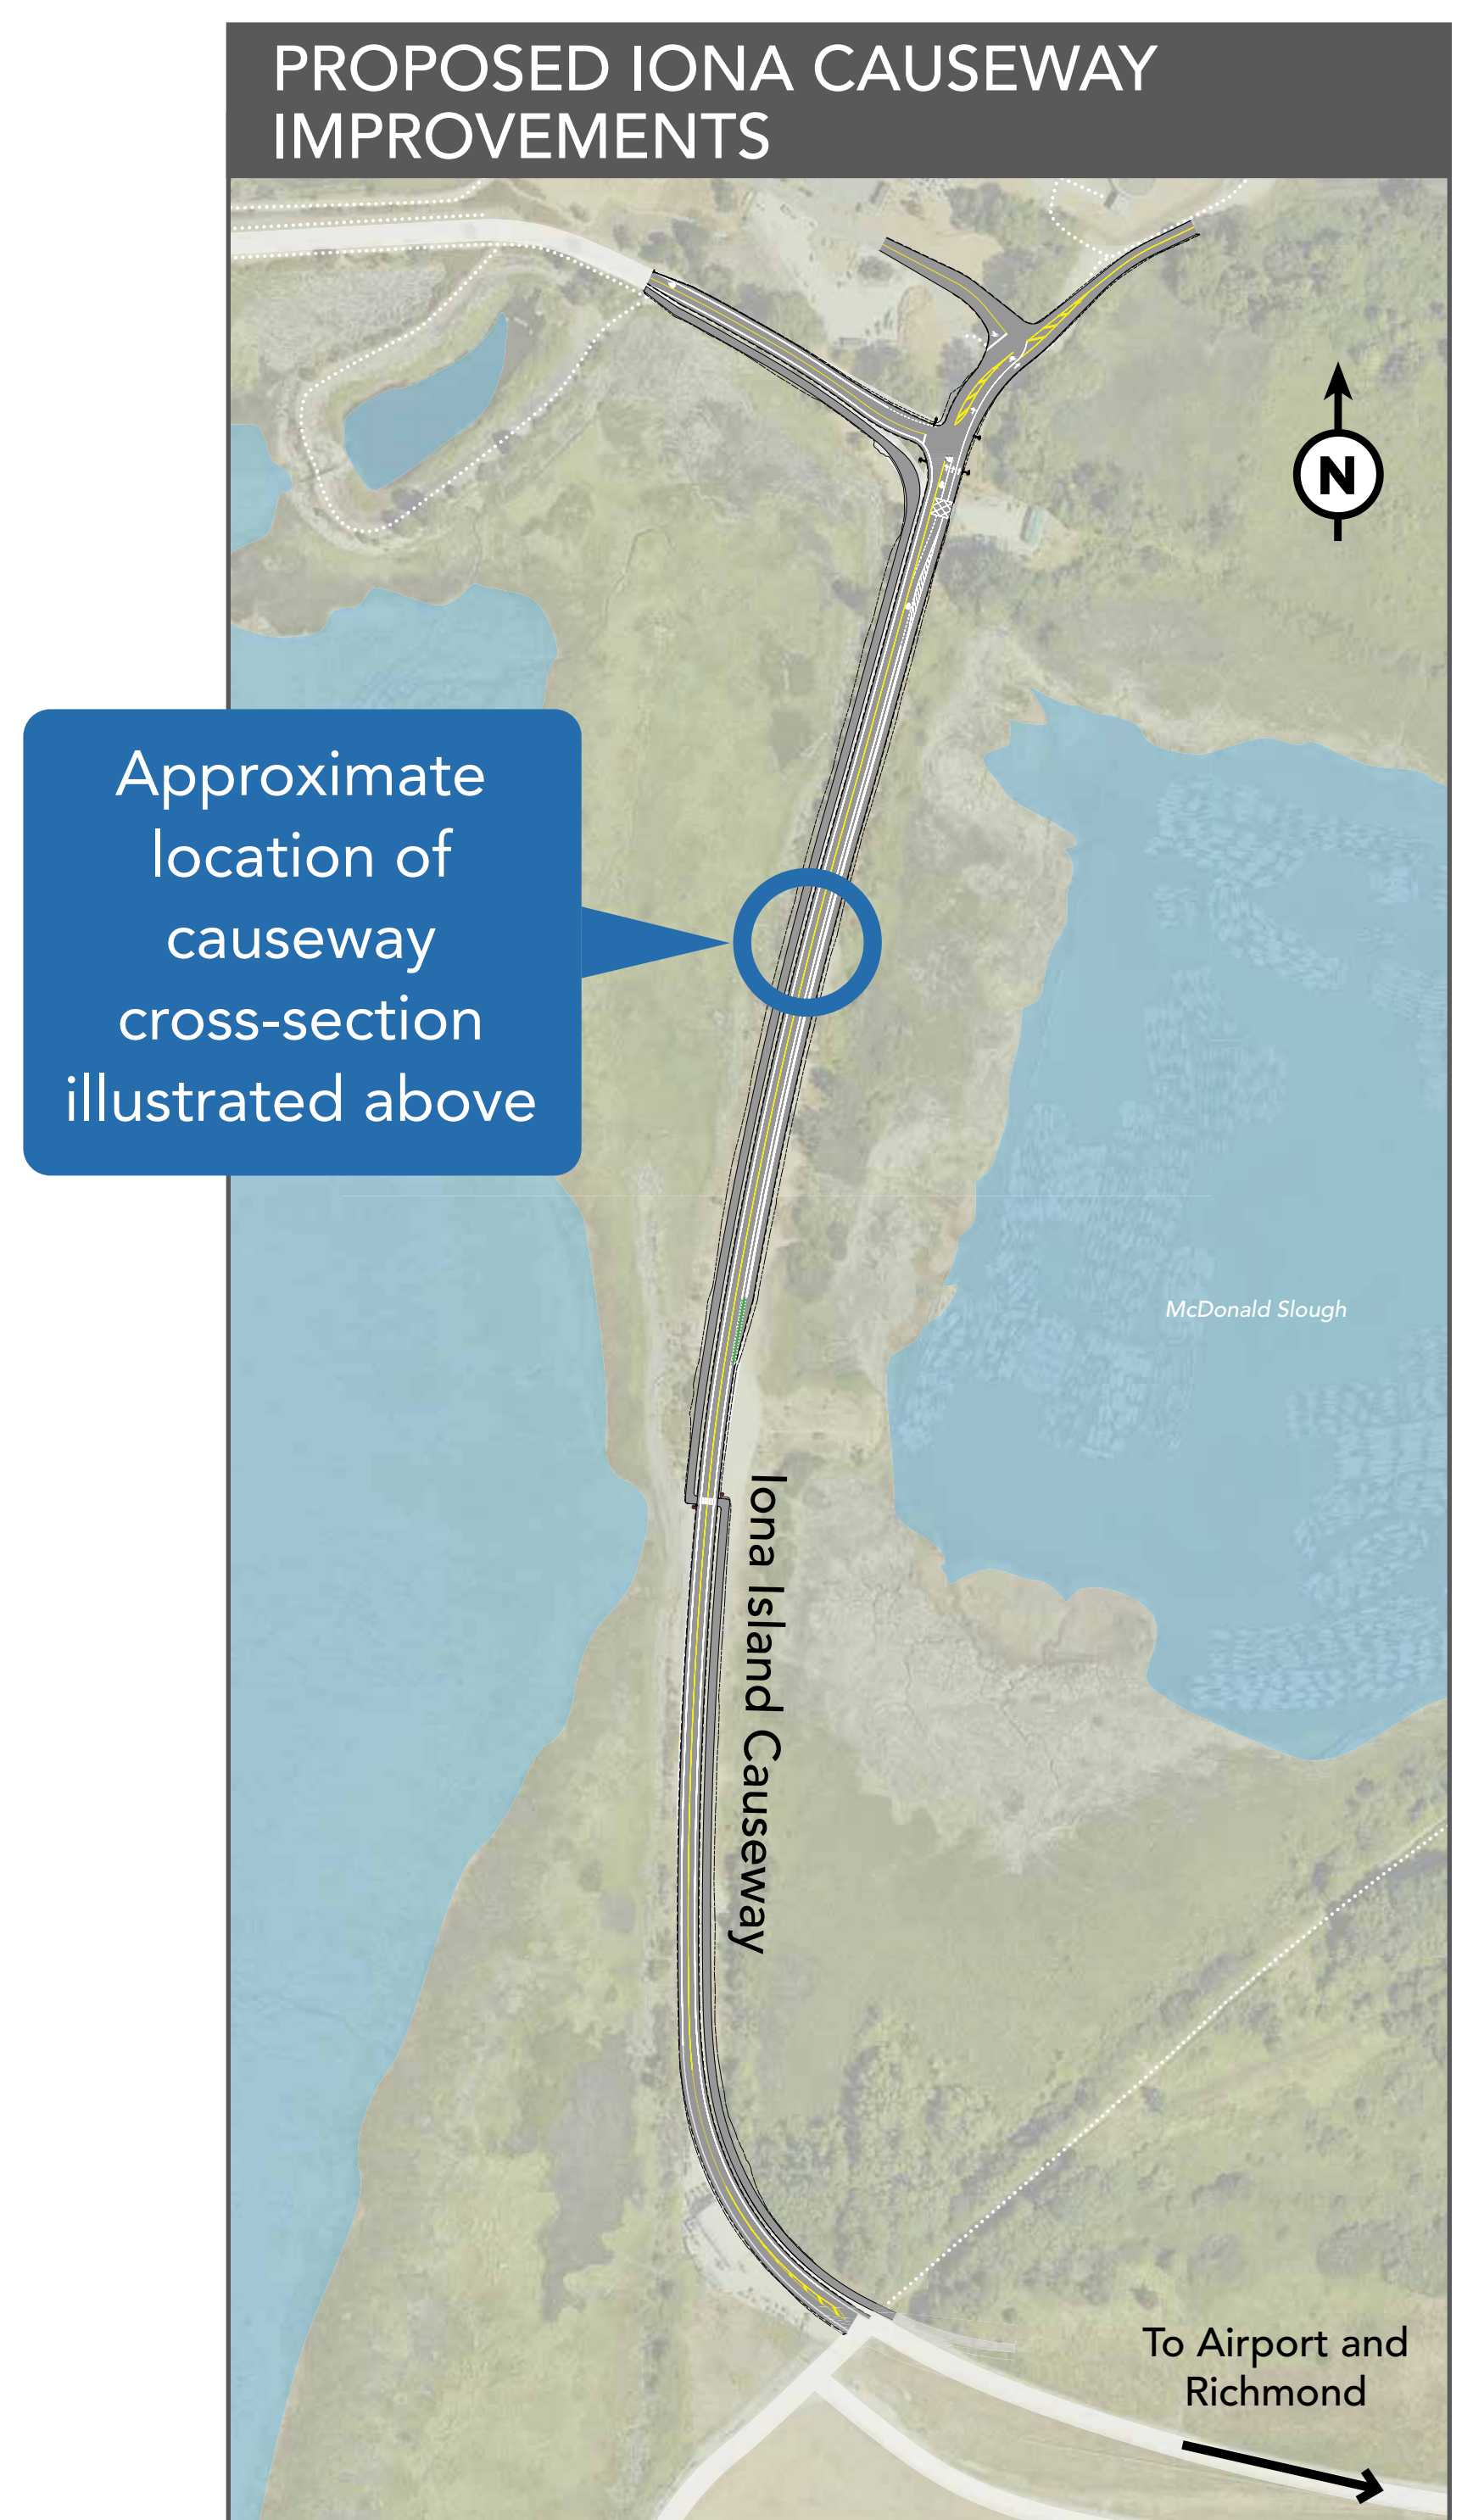 PROPOSED IONA CAUSEWAY
IMPROVEMENTS
N
Approximate
location of
causeway
cross-section
illustrated above
McDonald Slough
Iona Island Causeway
To Airport and
Richmond